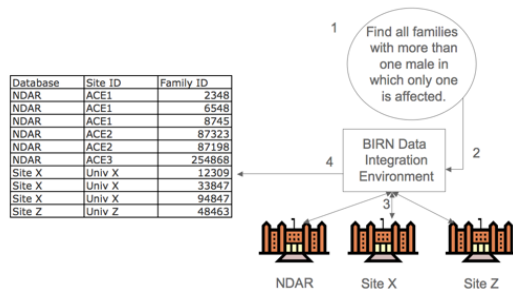 1
Find all families
with more than
one male in
which only one
is affected.
Database Site ID Family ID
NDAR ACE1 2348
NDAR ACE1 6548
NDAR ACE1 8745
NDAR ACE2 87323
NDAR ACE2 87198
NDAR ACE3 254868
Site X Univ X 12309
Site X Univ X 33847
Site X Univ X 94847
Site Z Univ Z 48463
BIRN Data
Integration
Environment
2
4
3
NDAR Site X Site Z